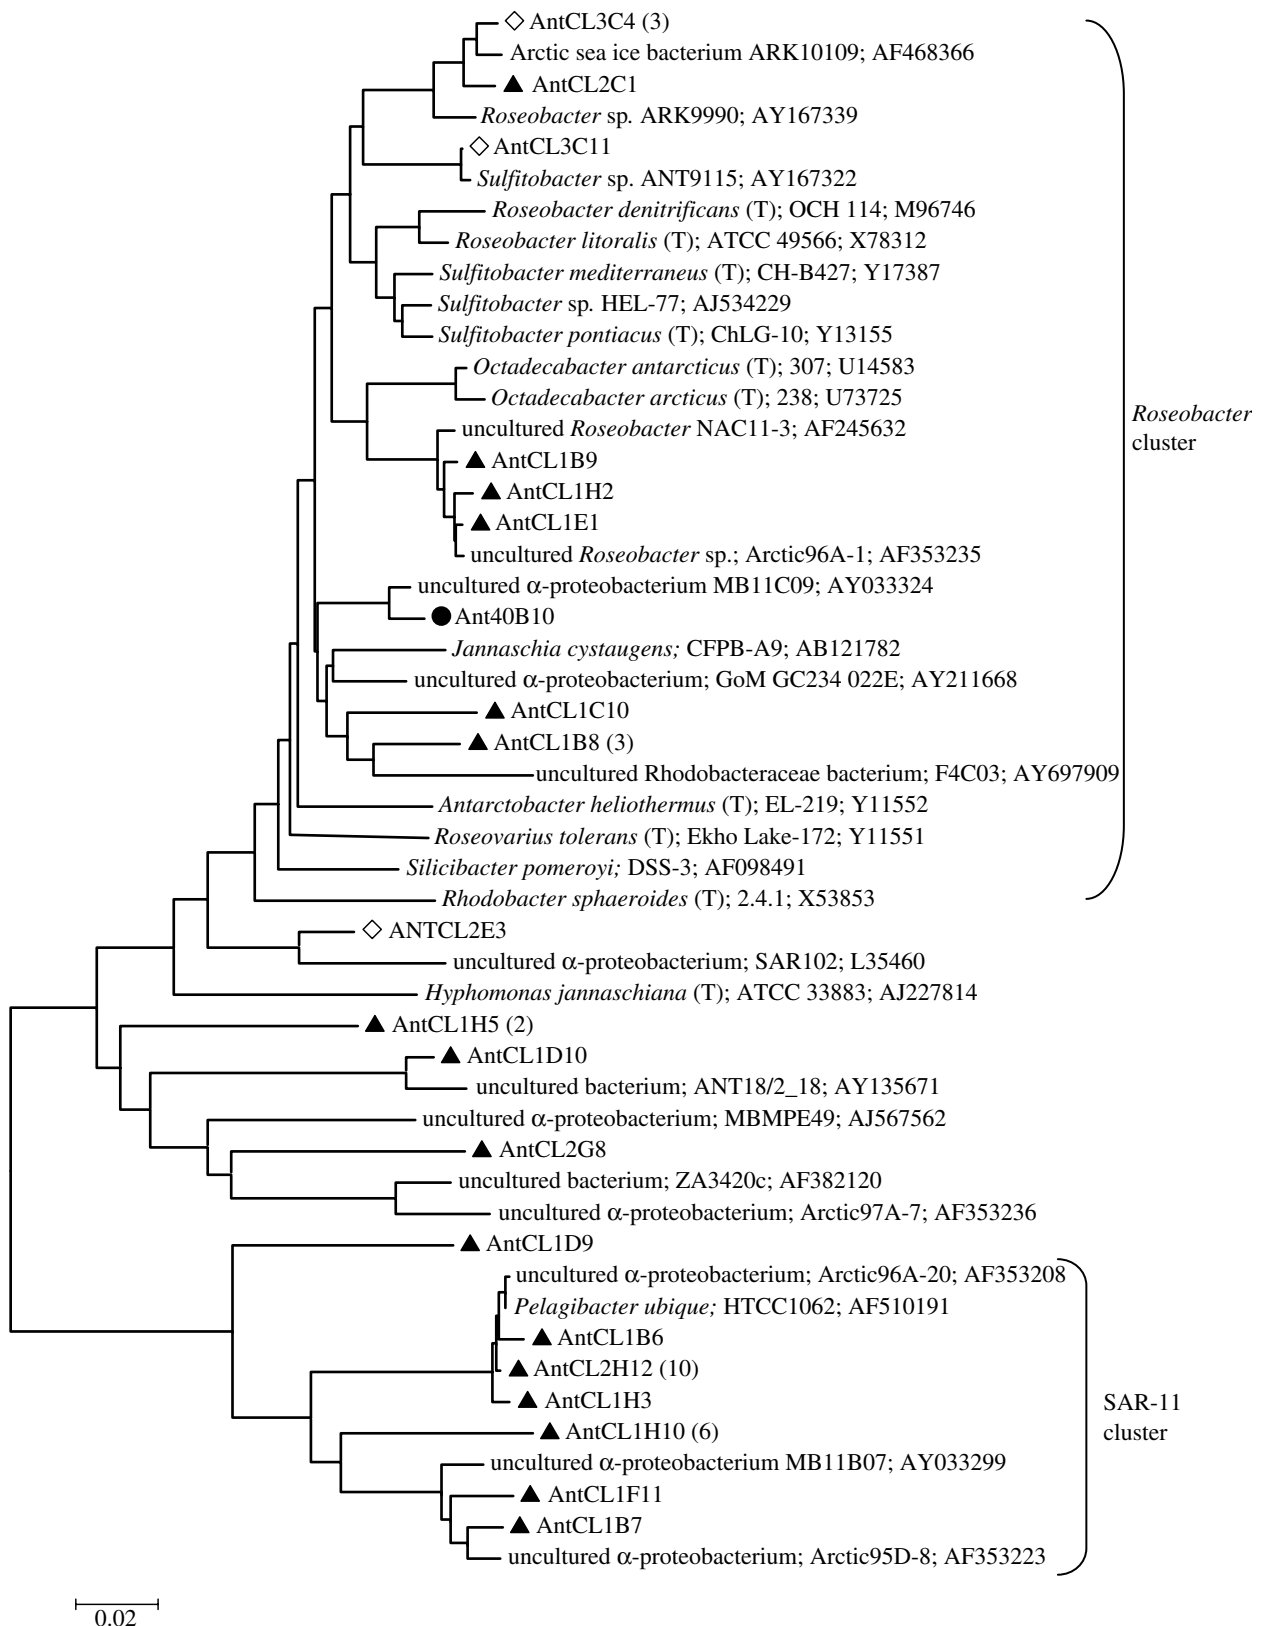 AntCL3C4 (3)
Arctic sea ice bacterium ARK10109; AF468366
AntCL2C1
Roseobacter sp. ARK9990; AY167339
AntCL3C11
Sulfitobacter sp. ANT9115; AY167322
Roseobacter denitrificans (T); OCH 114; M96746
Roseobacter litoralis (T); ATCC 49566; X78312
Sulfitobacter mediterraneus (T); CH-B427; Y17387
Sulfitobacter sp. HEL-77; AJ534229
Sulfitobacter pontiacus (T); ChLG-10; Y13155
Octadecabacter antarcticus (T); 307; U14583
Octadecabacter arcticus (T); 238; U73725
uncultured Roseobacter NAC11-3; AF245632
AntCL1B9
AntCL1H2
AntCL1E1
uncultured Roseobacter sp.; Arctic96A-1; AF353235
uncultured α-proteobacterium MB11C09; AY033324
Ant40B10
Jannaschia cystaugens; CFPB-A9; AB121782
uncultured α-proteobacterium; GoM GC234 022E; AY211668
AntCL1C10
AntCL1B8 (3)
uncultured Rhodobacteraceae bacterium; F4C03; AY697909
Antarctobacter heliothermus (T); EL-219; Y11552
Roseovarius tolerans (T); Ekho Lake-172; Y11551
Silicibacter pomeroyi; DSS-3; AF098491
Rhodobacter sphaeroides (T); 2.4.1; X53853
Roseobacter
cluster
ANTCL2E3
uncultured α-proteobacterium; SAR102; L35460
Hyphomonas jannaschiana (T); ATCC 33883; AJ227814
AntCL1H5 (2)
AntCL1D10
uncultured bacterium; ANT18/2_18; AY135671
uncultured α-proteobacterium; MBMPE49; AJ567562
AntCL2G8
uncultured bacterium; ZA3420c; AF382120
uncultured α-proteobacterium; Arctic97A-7; AF353236
AntCL1D9
uncultured α-proteobacterium; Arctic96A-20; AF353208
Pelagibacter ubique; HTCC1062; AF510191
AntCL1B6
AntCL2H12 (10)
AntCL1H3
AntCL1H10 (6)
uncultured α-proteobacterium MB11B07; AY033299
AntCL1F11
AntCL1B7
uncultured α-proteobacterium; Arctic95D-8; AF353223
SAR-11
cluster
0.02